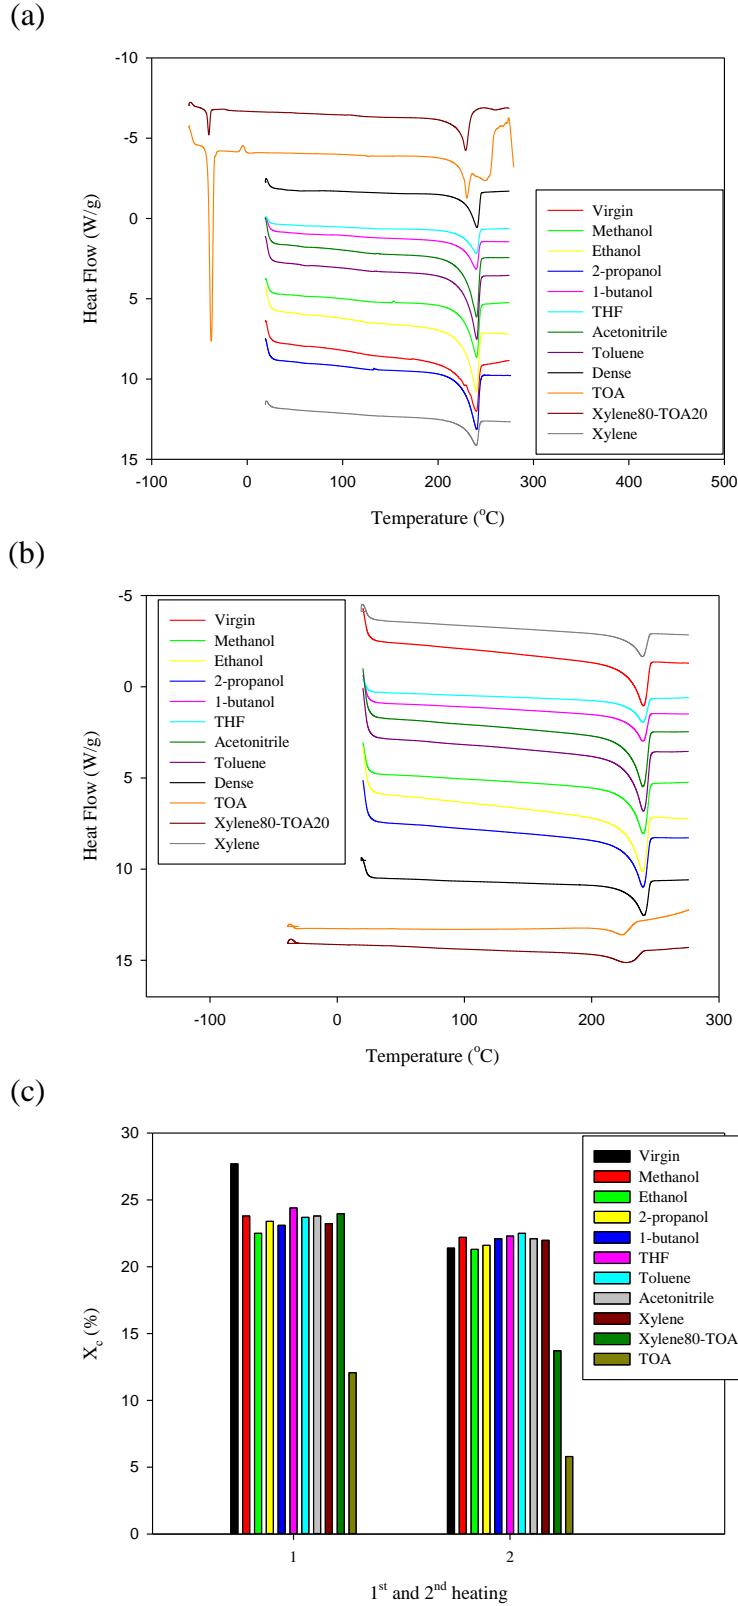 (a)
-10
-5
0
5
10
15
Heat Flow (W/g)
-100 0 100 200 300 400 500
Temperature (°C)
Virgin
Methanol
Ethanol
2-propanol
1-butanol
THF
Acetonitrile
Toluene
Dense
TOA
Xylene80-TOA20
Xylene
(b)
-5
0
5
10
15
Heat Flow (W/g)
-100 0 100 200 300
Temperature (°C)
Virgin
Methanol
Ethanol
2-propanol
1-butanol
THF
Acetonitrile
Toluene
Dense
TOA
Xylene80-TOA20
Xylene
(c)
30
25
20
15
10
5
0
X_c (%)
1 2
1st and 2nd heating
Virgin
Methanol
Ethanol
2-propanol
1-butanol
THF
Toluene
Acetonitrile
Xylene
Xylene80-TOA
TOA